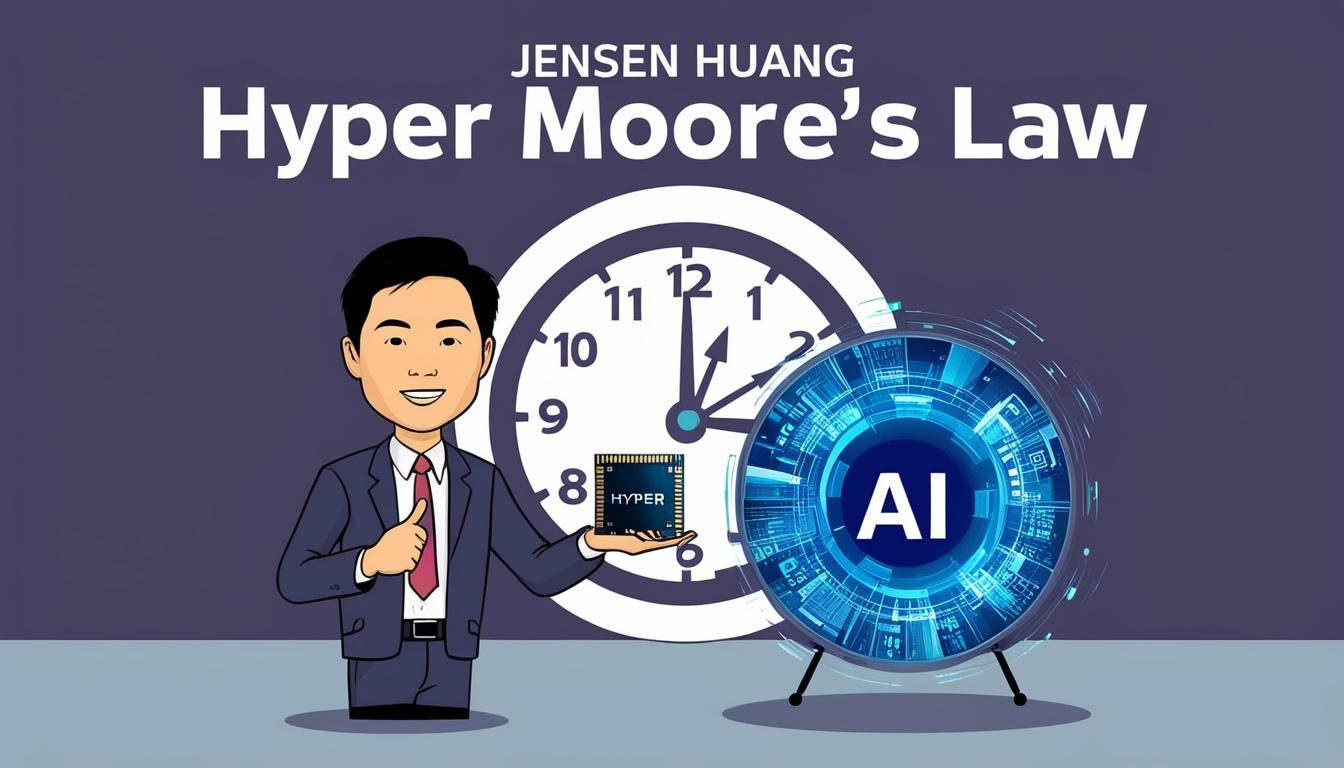 JENSEN HUANG
Hyper Moore’s Law
12
11
1
10
2
9
8
6
HYPER
AI